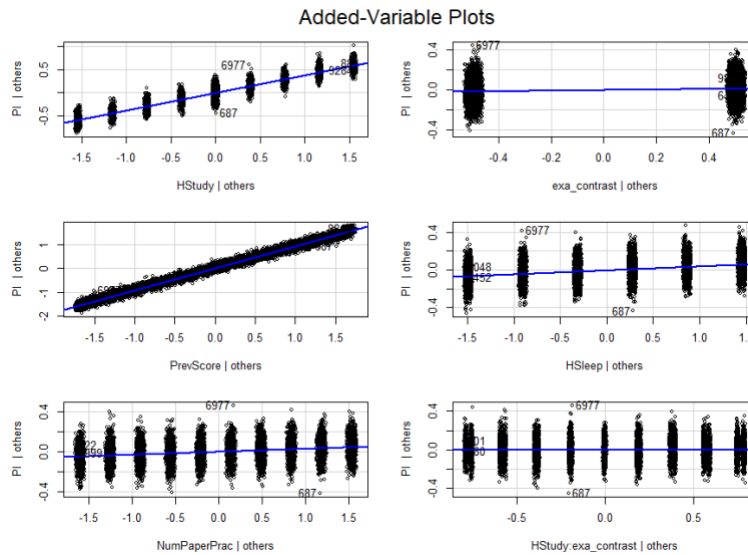 Added-Variable Plots
PI | others
0.5
-0.5
6977
687
-1.5 -1.0 -0.5 0.0 0.5 1.0 1.5
HStudy | others
PI | others
0.4
0.0
-0.4
6977
687
-0.4 -0.2 0.0 0.2 0.4
exa_contrast | others
PI | others
1
0
-1
-2
-1.5 -1.0 -0.5 0.0 0.5 1.0 1.5
PrevScore | others
PI | others
0.4
0.0
-0.4
6977
687
-1.5 -1.0 -0.5 0.0 0.5 1.0 1.5
HSleep | others
PI | others
0.4
0.0
-0.4
6977
687
-1.5 -1.0 -0.5 0.0 0.5 1.0 1.5
NumPaperPrac | others
PI | others
0.4
0.0
-0.4
6977
687
-0.5 0.0 0.5
HStudy:exa_contrast | others